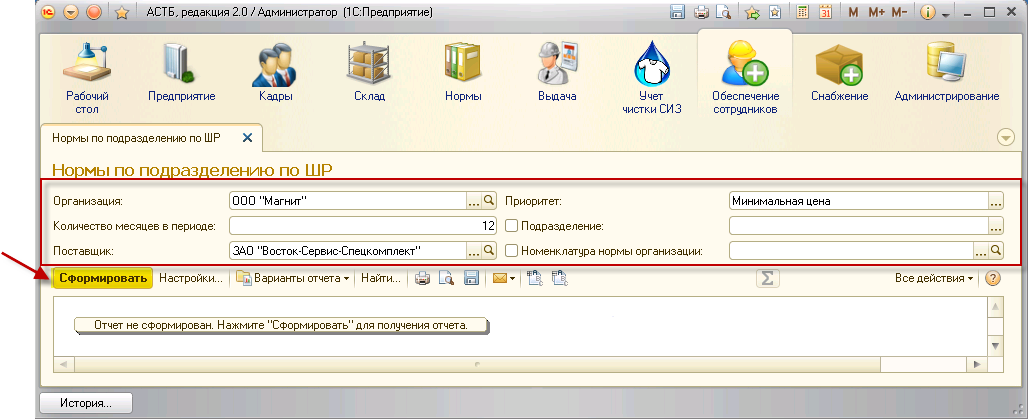 АСТБ, редакция 2.0 / Администратор (1С:Предприятие)
M M+ M-
Рабочий стол
Предприятие
Кадры
Склад
Нормы
Выдача
Учет чистки СИЗ
Обеспечение сотрудников
Снабжение
Администрирование
Нормы по подразделению по ШР
Нормы по подразделению по ШР
Организация: ООО "Магнит" ... Приоритет: Минимальная цена ...
Количество месяцев в периоде: 12 Подразделение: ...
Поставщик: ЗАО "Восток-Сервис-Спецкомплект" ... Номенклатура нормы организации: ...
Сформировать Настройки... Варианты отчета Найти... Σ Все действия ?
Отчет не сформирован. Нажмите "Сформировать" для получения отчета.
История...